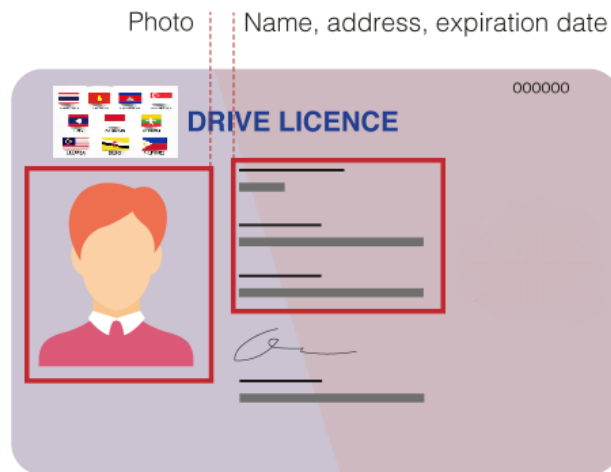 Photo
Name, address, expiration date
000000
DRIVE LICENCE